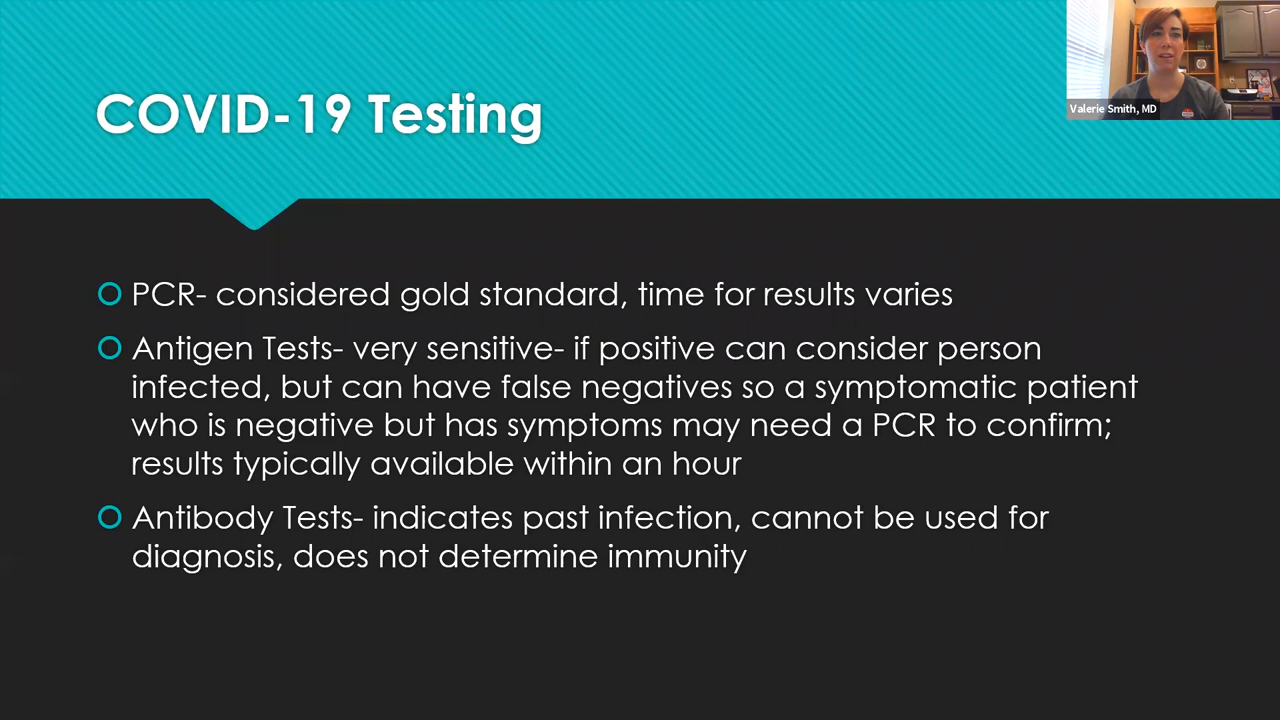 COVID-19 Testing
Valerie Smith, MD
PCR- considered gold standard, time for results varies
Antigen Tests- very sensitive- if positive can consider person
infected, but can have false negatives so a symptomatic patient
who is negative but has symptoms may need a PCR to confirm;
results typically available within an hour
Antibody Tests- indicates past infection, cannot be used for
diagnosis, does not determine immunity